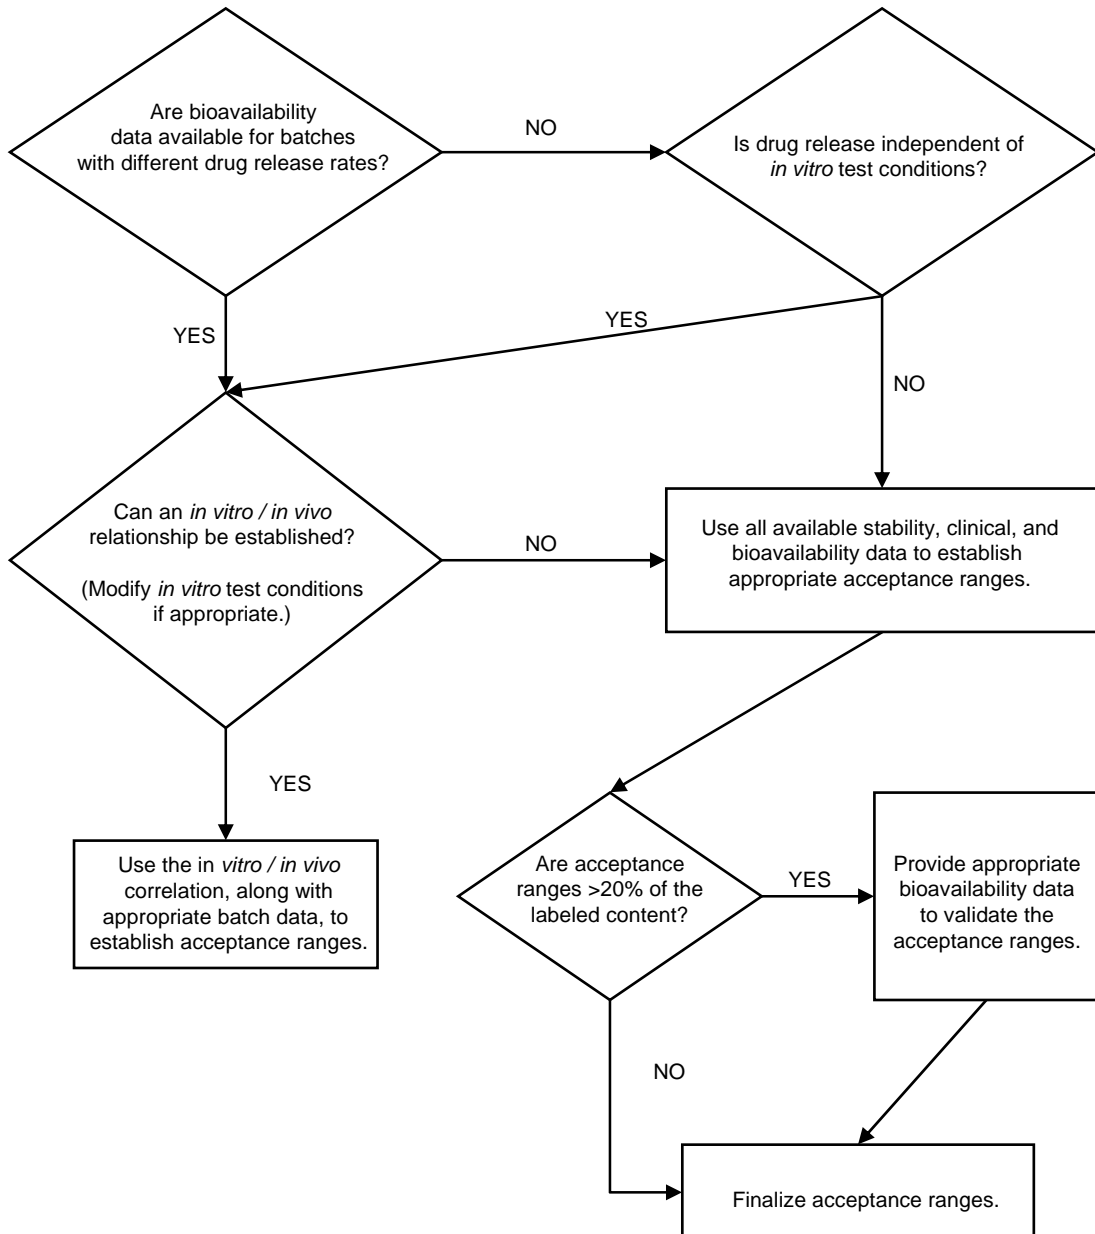 Are bioavailability
data available for batches
with different drug release rates?
NO
Is drug release independent of
in vitro test conditions?
YES
YES
NO
Can an in vitro / in vivo
relationship be established?
(Modify in vitro test conditions
if appropriate.)
NO
Use all available stability, clinical, and
bioavailability data to establish
appropriate acceptance ranges.
YES
Use the in vitro / in vivo
correlation, along with
appropriate batch data, to
establish acceptance ranges.
Are acceptance
ranges >20% of the
labeled content?
YES
Provide appropriate
bioavailability data
to validate the
acceptance ranges.
NO
Finalize acceptance ranges.